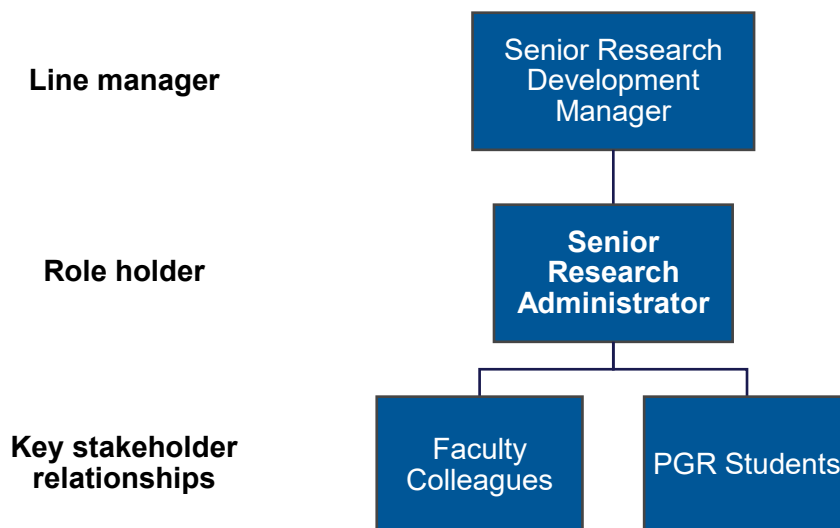 Line manager
Senior Research
Development
Manager
Role holder
Senior
Research
Administrator
Key stakeholder
relationships
Faculty
Colleagues
PGR Students